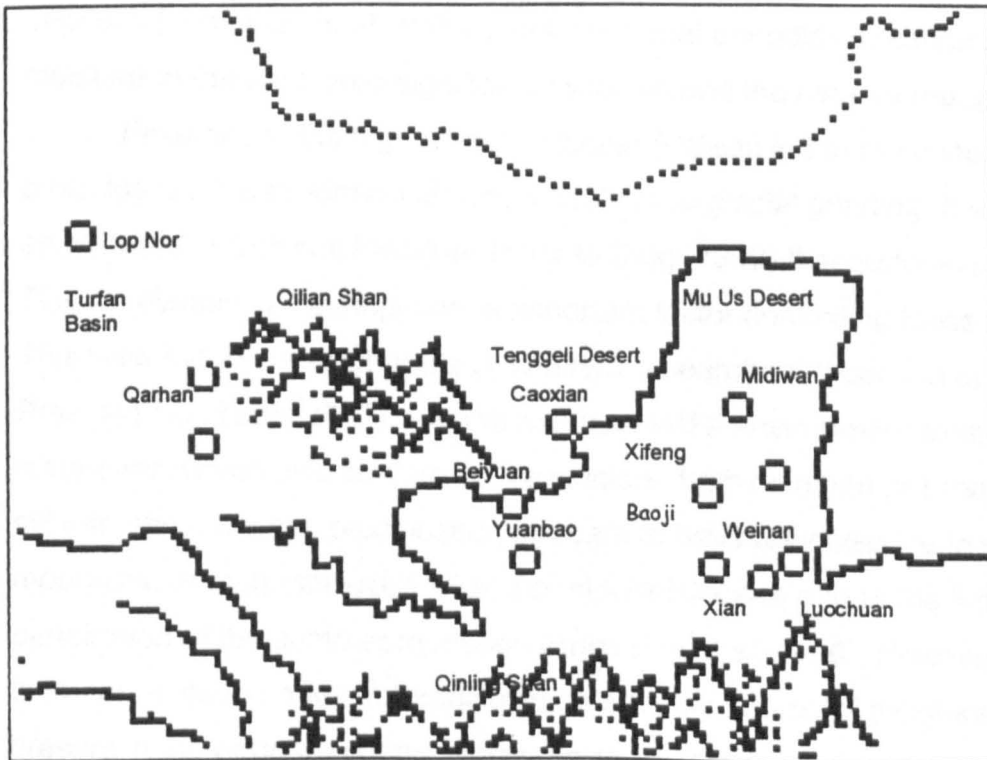 Lop Nor
Turfan
Basin
Qilian Shan
Mu Us Desert
Tenggeli Desert
Caoxian
Midiwan
Qarhan
Xifeng
Beiyuan
Baoji
Yuanbao
Weinan
Xian
Luochuan
Qinling Shan